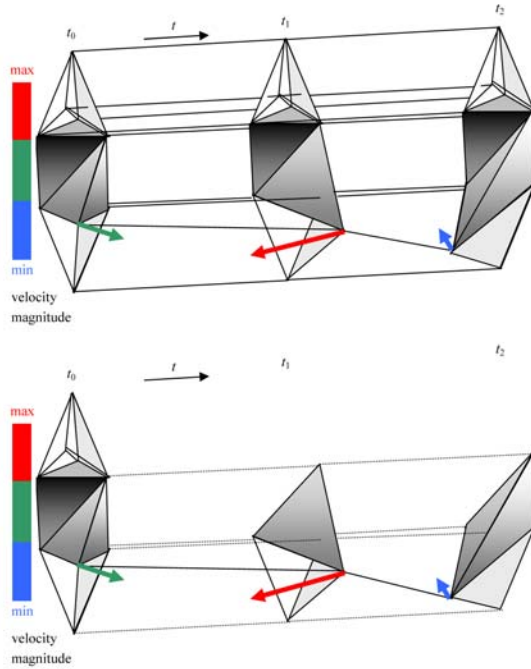 t0 t t1 t2
max
min
velocity
magnitude
t0 t t1 t2
max
min
velocity
magnitude